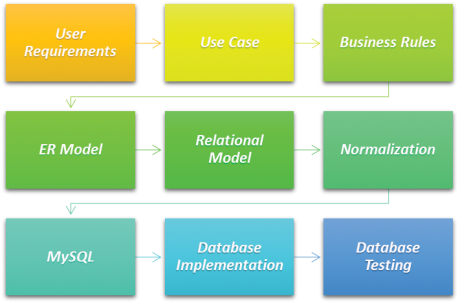 User
Requirements
Use Case
Business Rules
ER Model
Relational
Model
Normalization
MySQL
Database
Implementation
Database
Testing